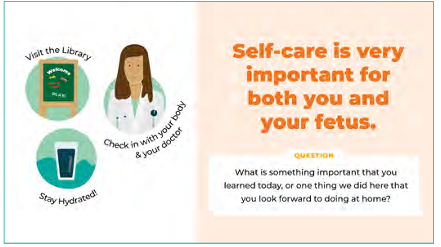 Visit the Library
Welcome
Check in with your body
& your doctor
Stay Hydrated!
Self-care is very
important for
both you and
your fetus.
QUESTION
What is something important that you
learned today, or one thing we did here that
you look forward to doing at home?